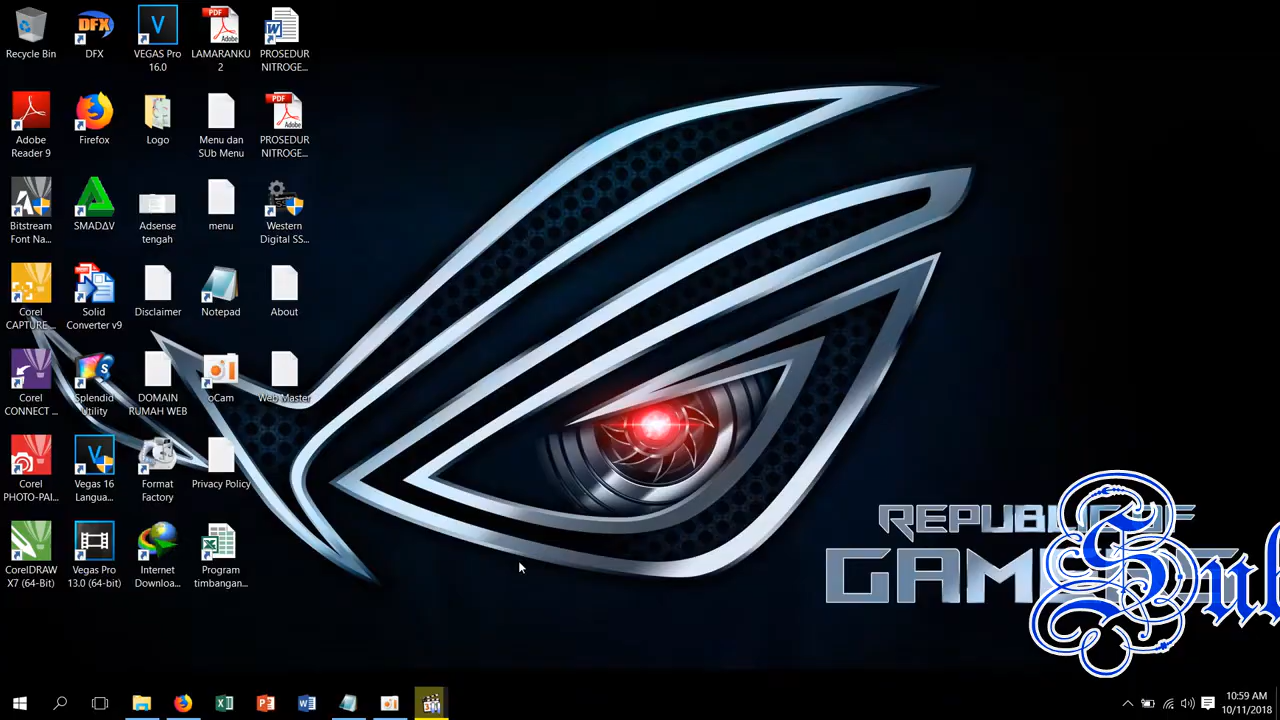 Recycle Bin
DFX
VEGAS Pro
16.0
LAMARANKU
2
PROSEDUR
NITROGE...
Adobe
Reader 9
Firefox
Logo
Menu dan
SUb Menu
PROSEDUR
NITROGE...
Bitstream
Font Na...
SMADΔV
Adsense
tengah
menu
Western
Digital SS...
Corel
CAPTURE...
Solid
Converter v9
Disclaimer
Notepad
About
Corel
CONNECT ...
Splendid
Utility
DOMAIN
RUMAH WEB
oCam
Web Master
Corel
PHOTO-PAI...
Vegas 16
Langua...
Format
Factory
Privacy Policy
CorelDRAW
X7 (64-Bit)
Vegas Pro
13.0 (64-bit)
Internet
Downloa...
Program
timbangan...
REPUBLIC OF
GAMERS
Sub
10:59 AM
10/11/2018